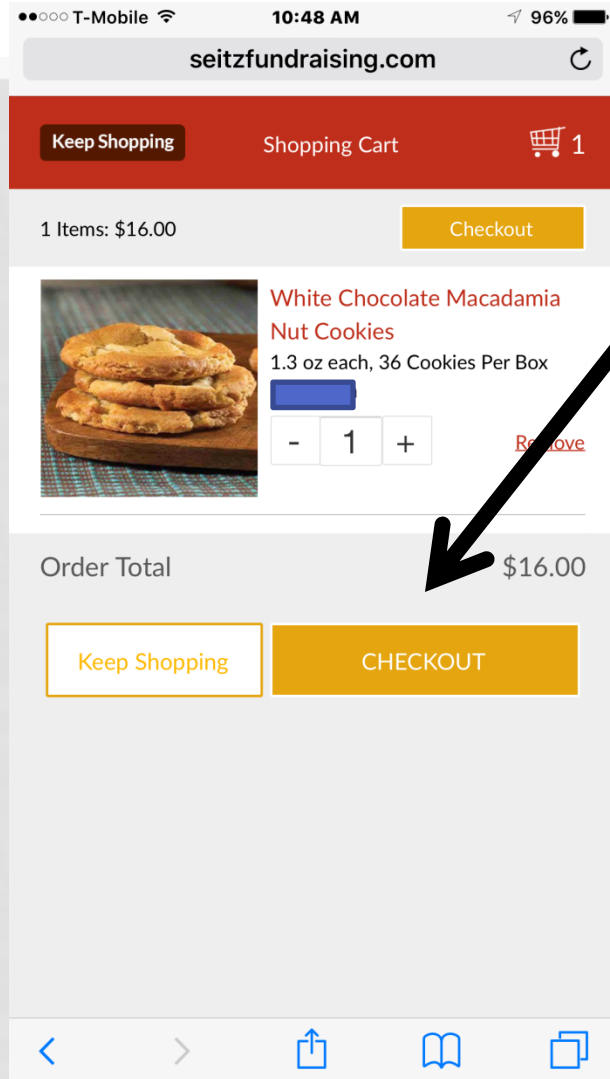 T-Mobile 10:48 AM 96%
seitzfundraising.com
Keep Shopping Shopping Cart 1
1 Items: $16.00 Checkout
White Chocolate Macadamia
Nut Cookies
1.3 oz each, 36 Cookies Per Box
- 1 + Remove
Order Total $16.00
Keep Shopping CHECKOUT